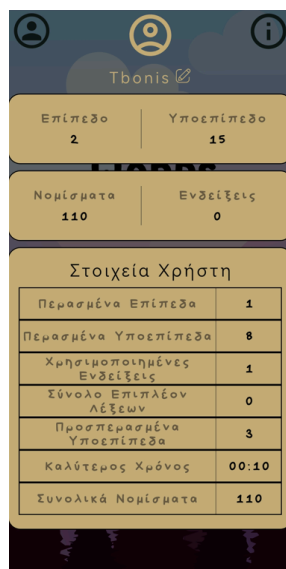 Tbonis
Επίπεδο Υποεπίπεδο
2 15
Νομίσματα Ενδείξεις
110 0
Στοιχεία Χρήστη
Περασμένα Επίπεδα 1
Περασμένα Υποεπίπεδα 8
Χρησιμοποιημένες
Ενδείξεις 1
Σύνολο Επιπλέον
Λέξεων 0
Προσπερασμένα
Υποεπίπεδα 3
Καλύτερος Χρόνος 00:10
Συνολικά Νομίσματα 110